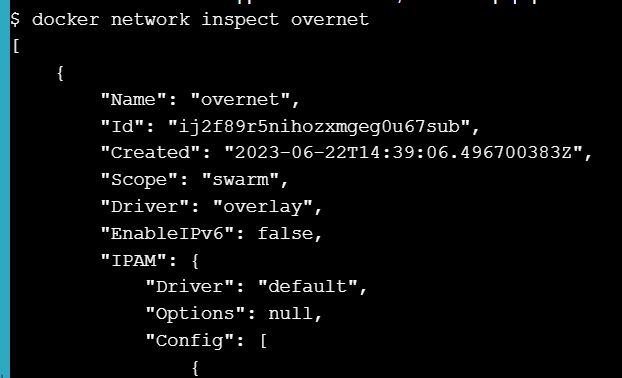 $ docker network inspect overnet
[
    {
        "Name": "overnet",
        "Id": "ij2f89r5nihozxmgeg0u67sub",
        "Created": "2023-06-22T14:39:06.496700383Z",
        "Scope": "swarm",
        "Driver": "overlay",
        "EnableIPv6": false,
        "IPAM": {
            "Driver": "default",
            "Options": null,
            "Config": [
                {